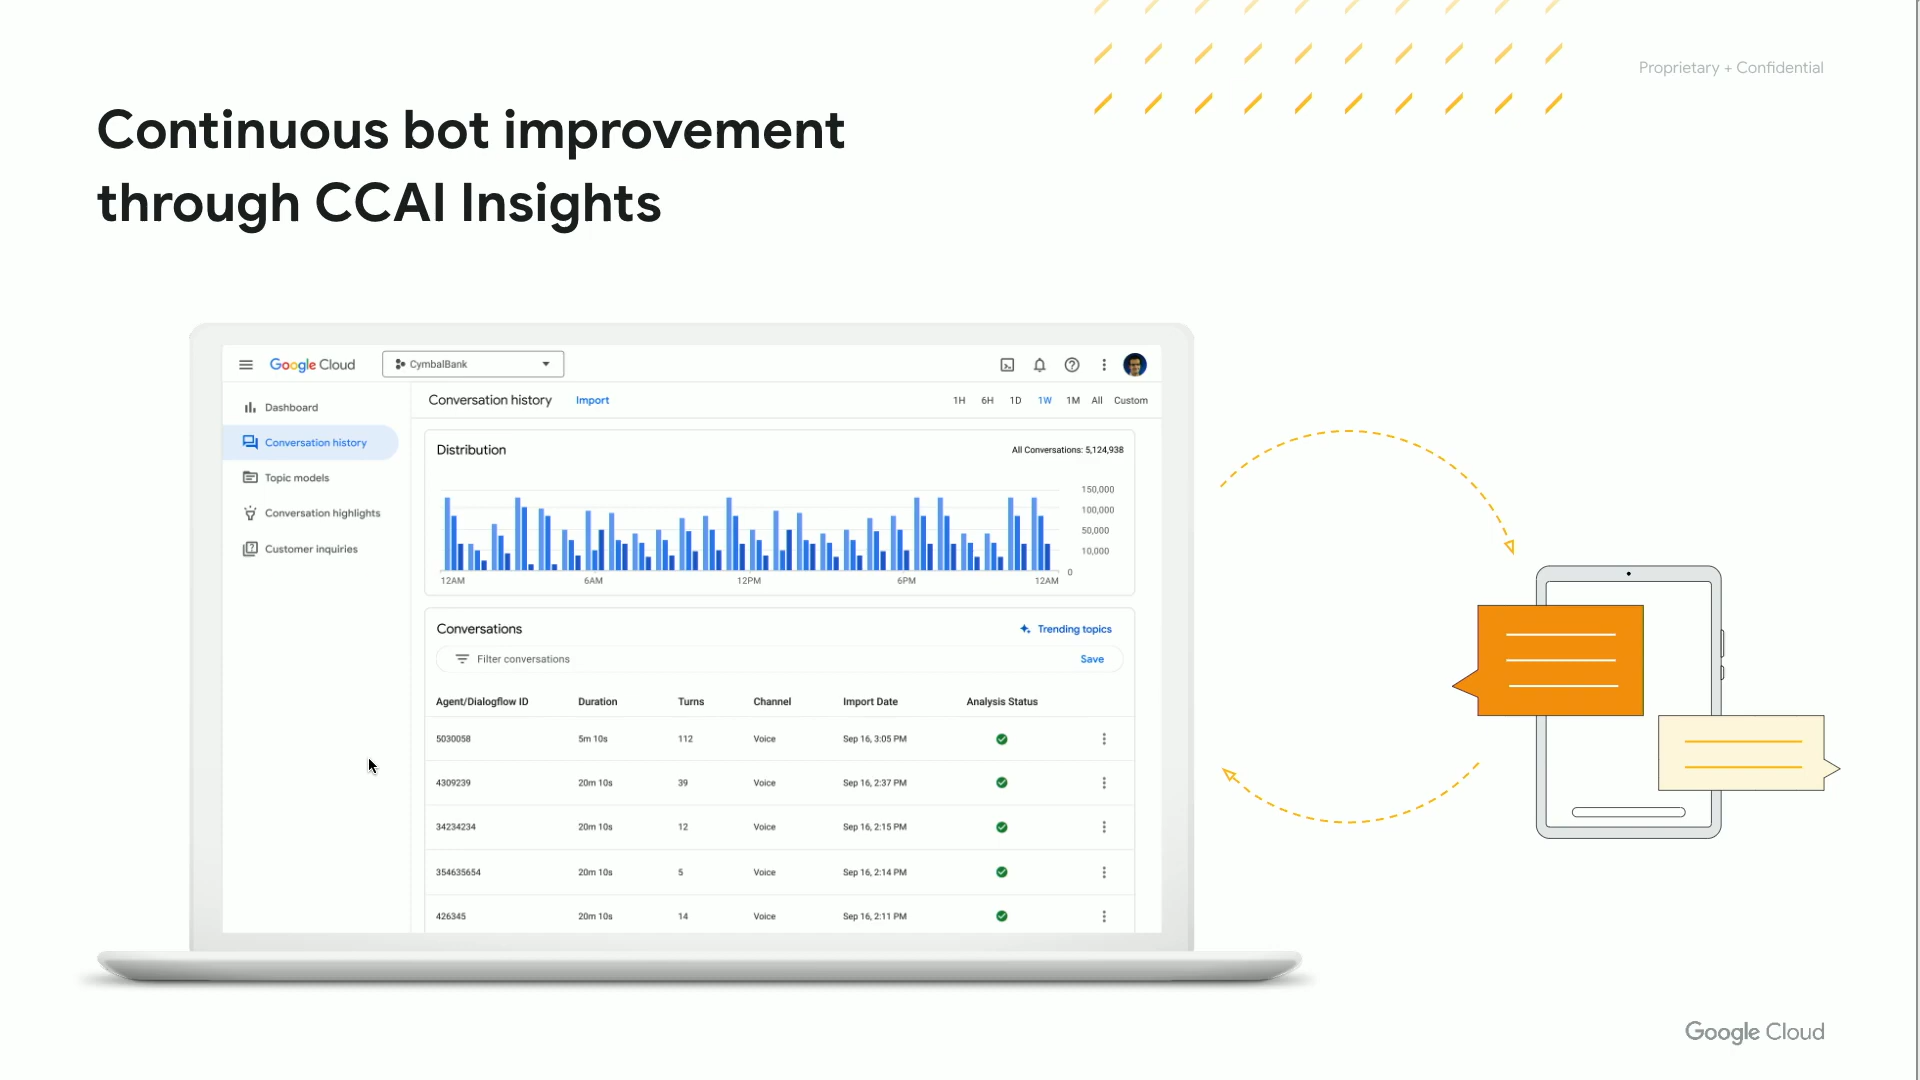 Proprietary + Confidential
Continuous bot improvement
through CCAI Insights
Google Cloud
CymbalBank
Dashboard
Conversation history
Topic models
Conversation highlights
Customer inquiries
Conversation history
Import
1H 6H 1D 1W 1M All Custom
Distribution
All Conversations: 5,124,938
150,000
100,000
50,000
10,000
0
12AM 6AM 12PM 6PM 12AM
Conversations
Trending topics
Filter conversations
Save
Agent/Dialogflow ID Duration Turns Channel Import Date Analysis Status
5030058 5m 10s 112 Voice Sep 16, 3:05 PM
4309239 20m 10s 39 Voice Sep 16, 2:37 PM
34234234 20m 10s 12 Voice Sep 16, 2:15 PM
354635654 20m 10s 5 Voice Sep 16, 2:14 PM
426345 20m 10s 14 Voice Sep 16, 2:11 PM
Google Cloud